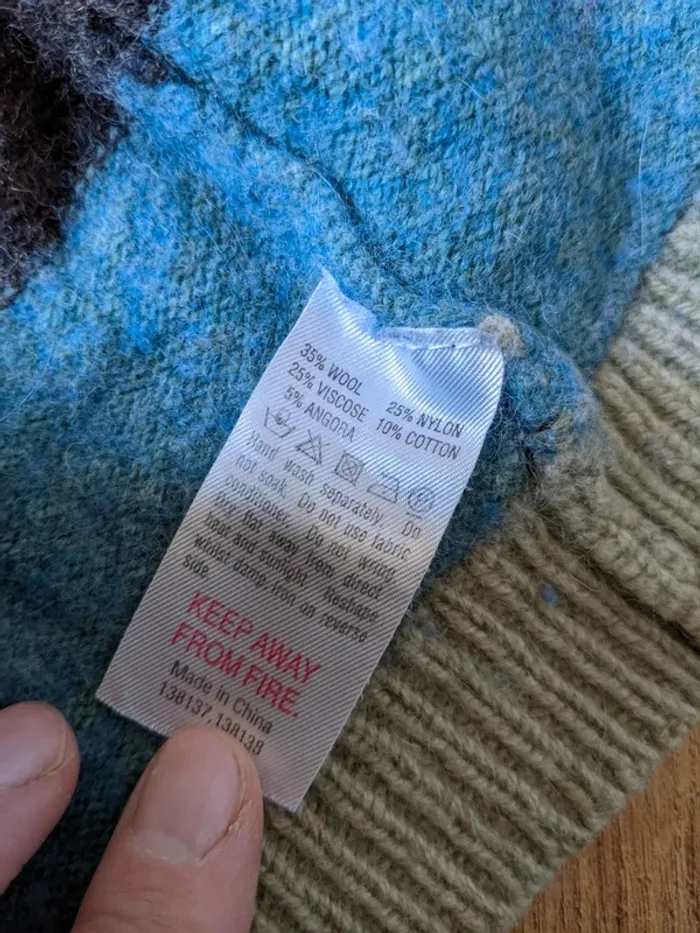 35% WOOL 25% NYLON
25% VISCOSE 10% COTTON
5% ANGORA
Hand wash separately. Do
not soak. Do not use fabric
conditioner. Do not wring
Dry flat away from direct
heat and sunlight. Reshape
whilst damp, iron on reverse
side.
KEEP AWAY
FROM FIRE.
Made in China
138137,138138